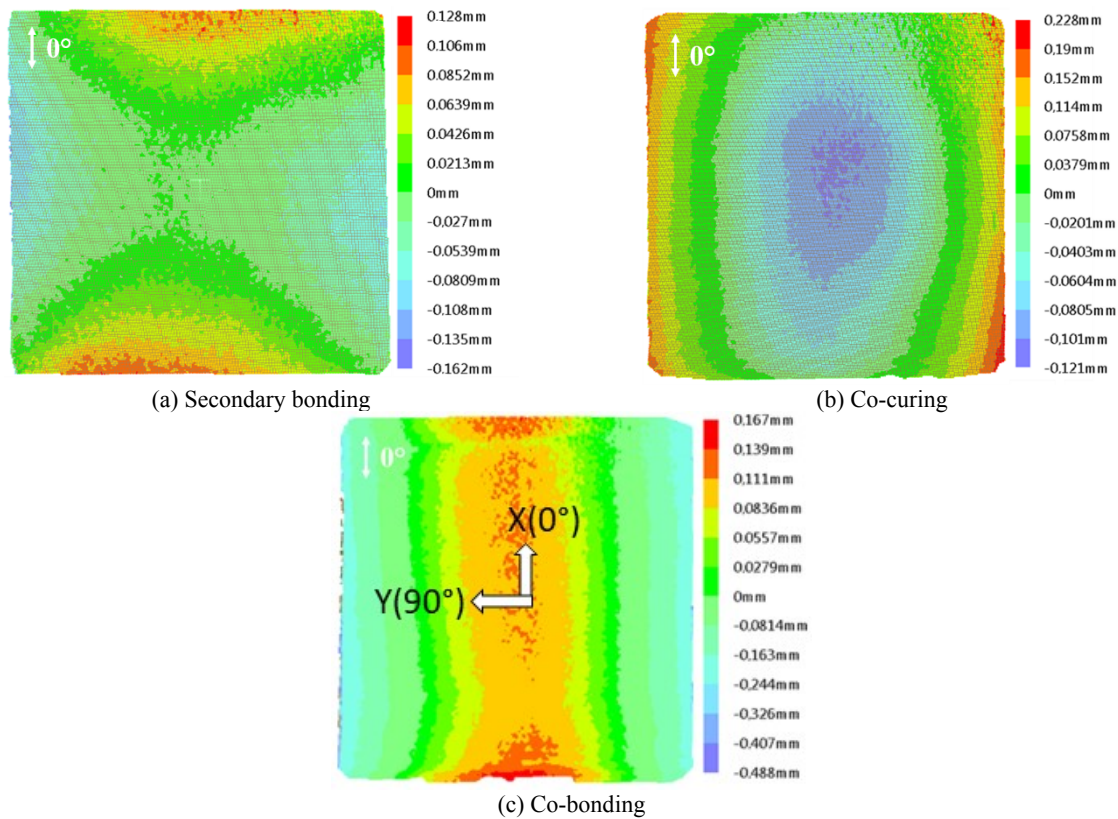 0°
0.128mm
0.106mm
0.0852mm
0.0639mm
0.0426mm
0.0213mm
0mm
-0.027mm
-0.0539mm
-0.0809mm
-0.108mm
-0.135mm
-0.162mm
(a) Secondary bonding
0°
0,228mm
0,19mm
0,152mm
0,114mm
0,0758mm
0,0379mm
0mm
-0,0201mm
-0,0403mm
-0,0604mm
-0,0805mm
-0,101mm
-0,121mm
(b) Co-curing
0°
X(0°)
Y(90°)
0,167mm
0,139mm
0,111mm
0,0836mm
0,0557mm
0,0279mm
0mm
-0,0814mm
-0,163mm
-0,244mm
-0,326mm
-0,407mm
-0,488mm
(c) Co-bonding